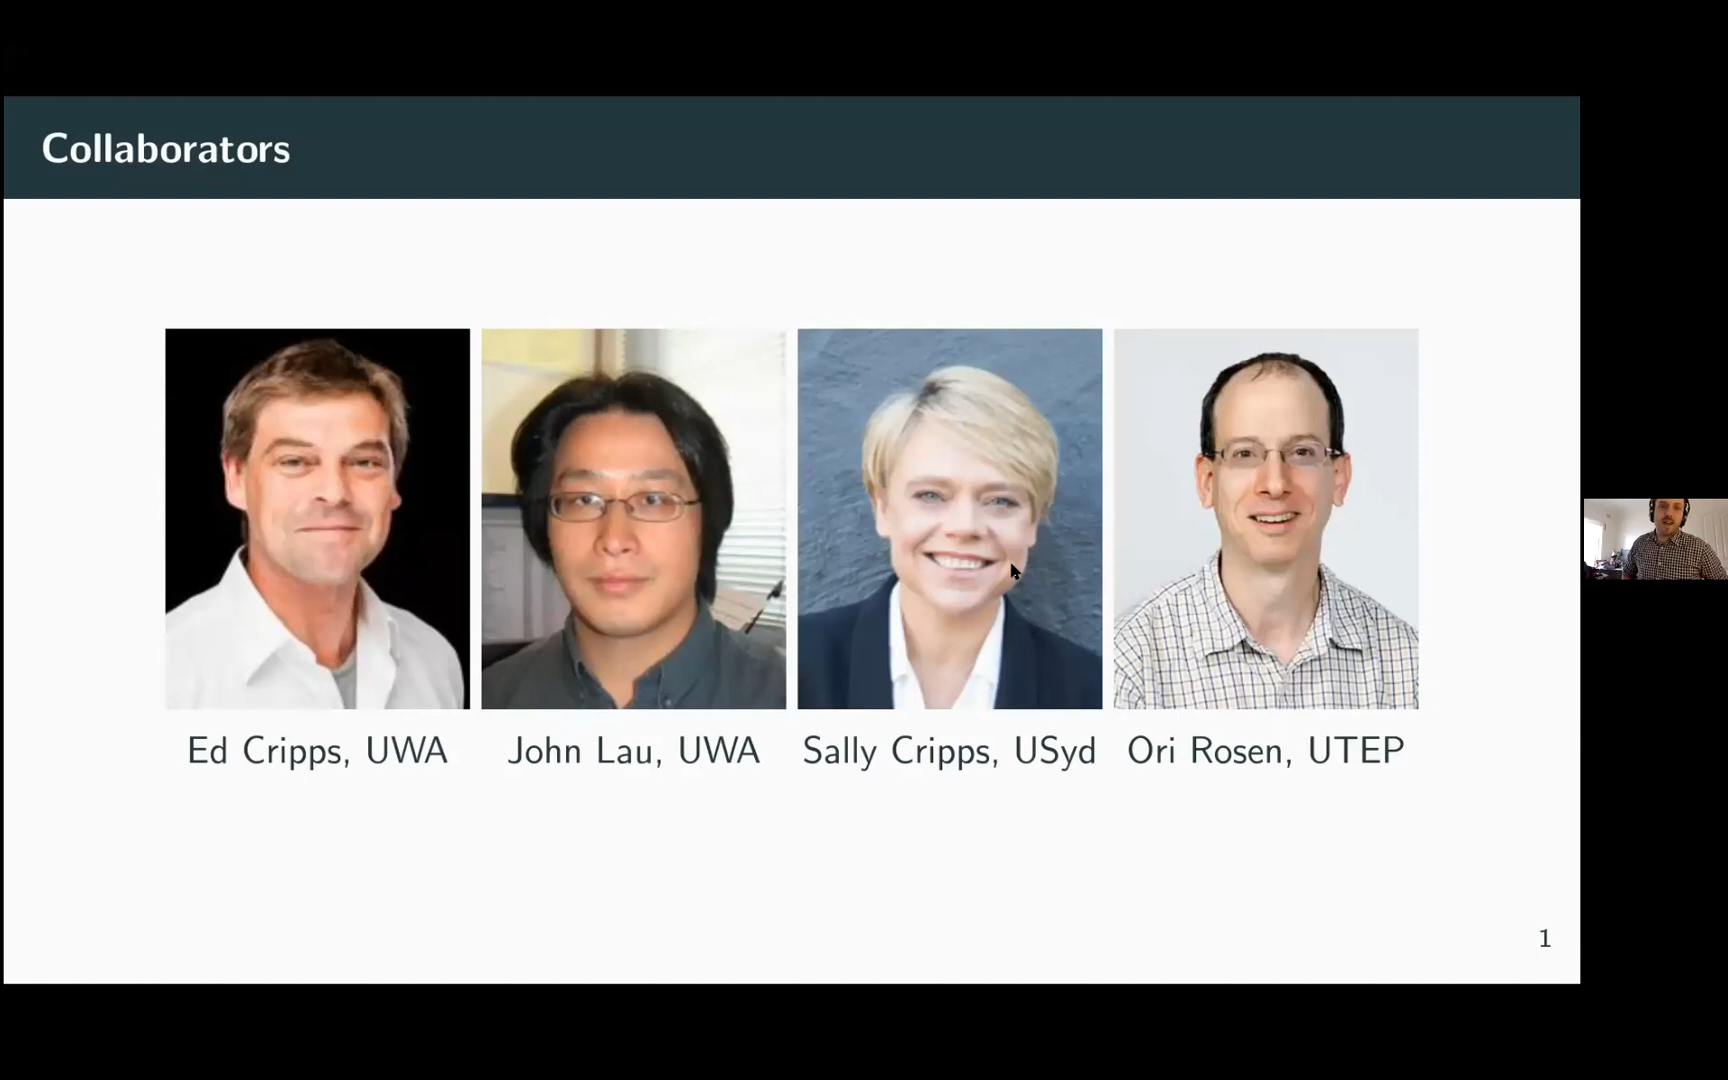 Collaborators
Ed Cripps, UWA
John Lau, UWA
Sally Cripps, USyd
Ori Rosen, UTEP
1